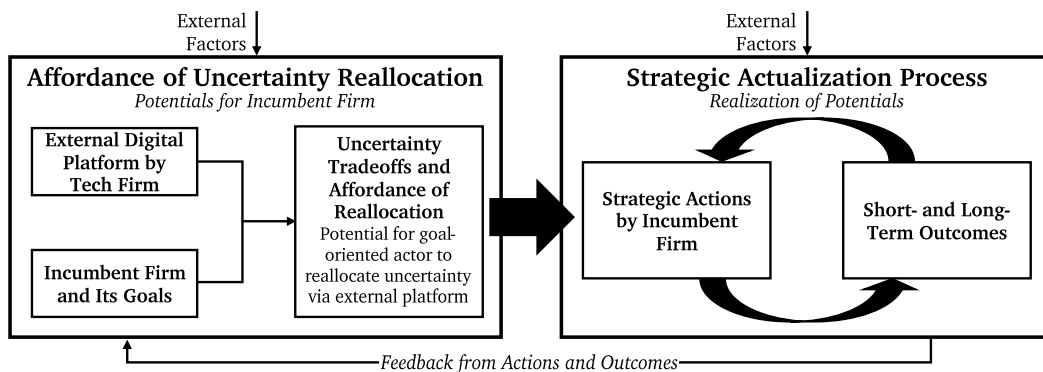 External
Factors
Affordance of Uncertainty Reallocation
Potentials for Incumbent Firm
External Digital
Platform by
Tech Firm
Incumbent Firm
and Its Goals
Uncertainty
Tradeoffs and
Affordance of
Reallocation
Potential for goal-
oriented actor to
reallocate uncertainty
via external platform
External
Factors
Strategic Actualization Process
Realization of Potentials
Strategic Actions
by Incumbent
Firm
Short- and Long-
Term Outcomes
Feedback from Actions and Outcomes